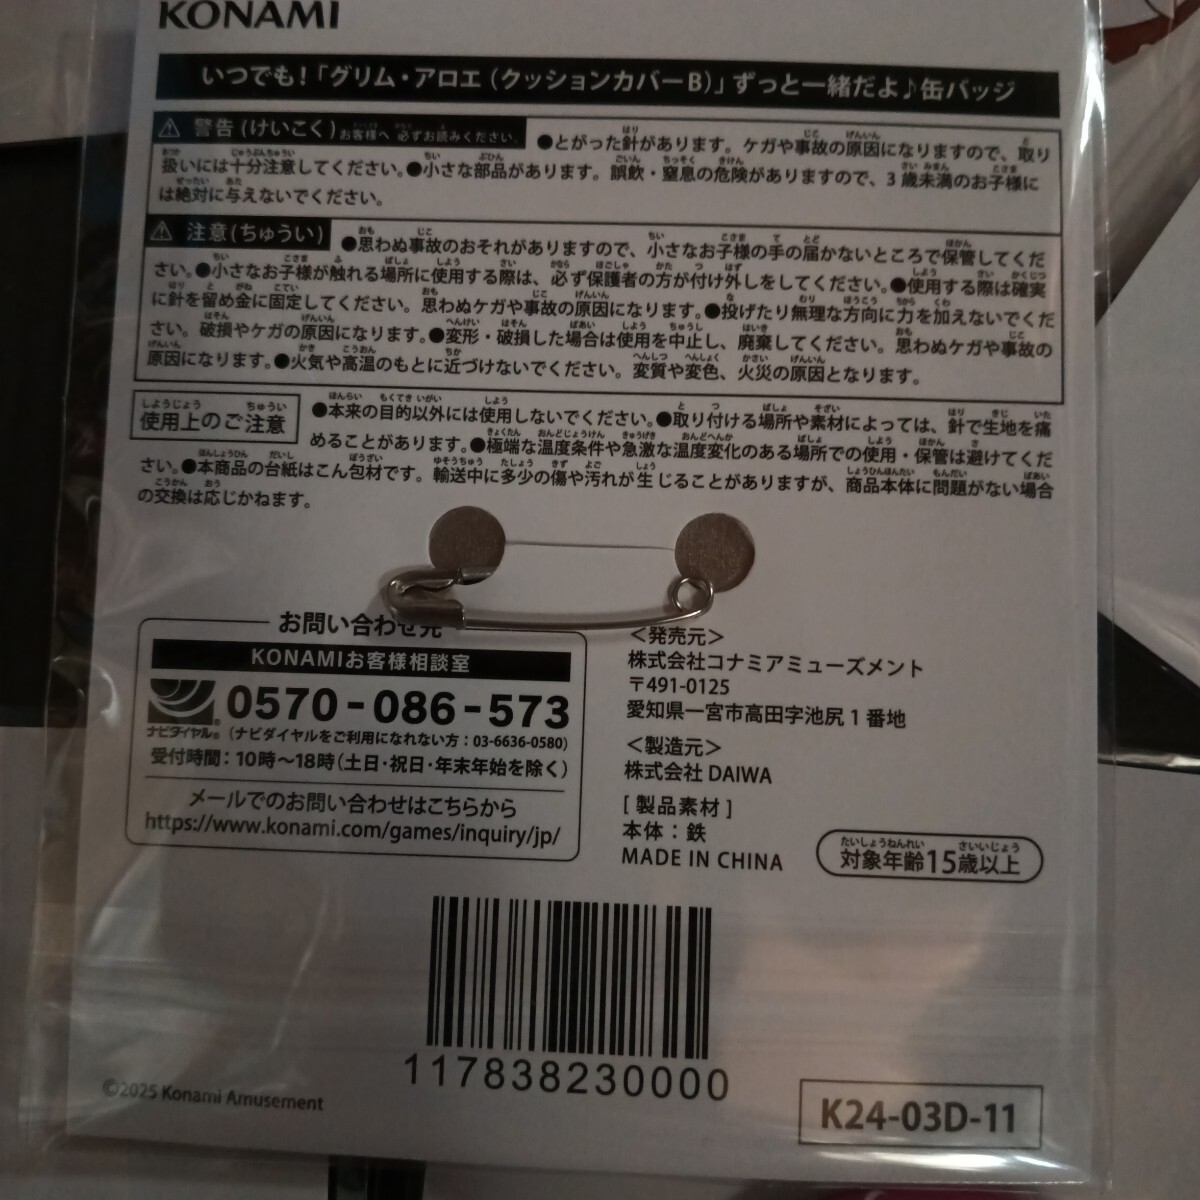 KONAMI
いつでも！「グリム・アロエ（クッションカバーB）」ずっと一緒だよ♪缶バッジ
⚠ 警告(けいこく)お客様へ 必ずお読みください。 ●とがった針があります。ケガや事故の原因になりますので、取り
扱いには十分注意してください。●小さな部品があります。誤飲・窒息の危険がありますので、3歳未満のお子様に
は絶対に与えないでください。
⚠ 注意(ちゅうい) ●思わぬ事故のおそれがありますので、小さなお子様の手の届かないところで保管してくだ
さい。●小さなお子様が触れる場所に使用する際は、必ず保護者の方が付け外しをしてください。●使用する際は確実
に針を留め金に固定してください。思わぬケガや事故の原因になります。●投げたり無理な方向に力を加えないでくだ
さい。破損やケガの原因になります。●変形・破損した場合は使用を中止し、廃棄してください。思わぬケガや事故の
原因になります。●火気や高温のもとに近づけないでください。変質や変色、火災の原因となります。
使用上のご注意 ●本来の目的以外には使用しないでください。●取り付ける場所や素材によっては、針で生地を痛
めることがあります。●極端な温度条件や急激な温度変化のある場所での使用・保管は避けてくだ
さい。●本商品の台紙はこん包材です。輸送中に多少の傷や汚れが生じることがありますが、商品本体に問題がない場合
の交換は応じかねます。
お問い合わせ先
KONAMIお客様相談室
0570-086-573
ナビダイヤル®（ナビダイヤルをご利用になれない方：03-6636-0580）
受付時間：10時～18時（土日・祝日・年末年始を除く）
メールでのお問い合わせはこちらから
https://www.konami.com/games/inquiry/jp/
＜発売元＞
株式会社コナミアミューズメント
〒491-0125
愛知県一宮市高田字池尻1番地
＜製造元＞
株式会社 DAIWA
[ 製品素材 ]
本体：鉄
MADE IN CHINA
対象年齢15歳以上
117838230000
©2025 Konami Amusement
K24-03D-11